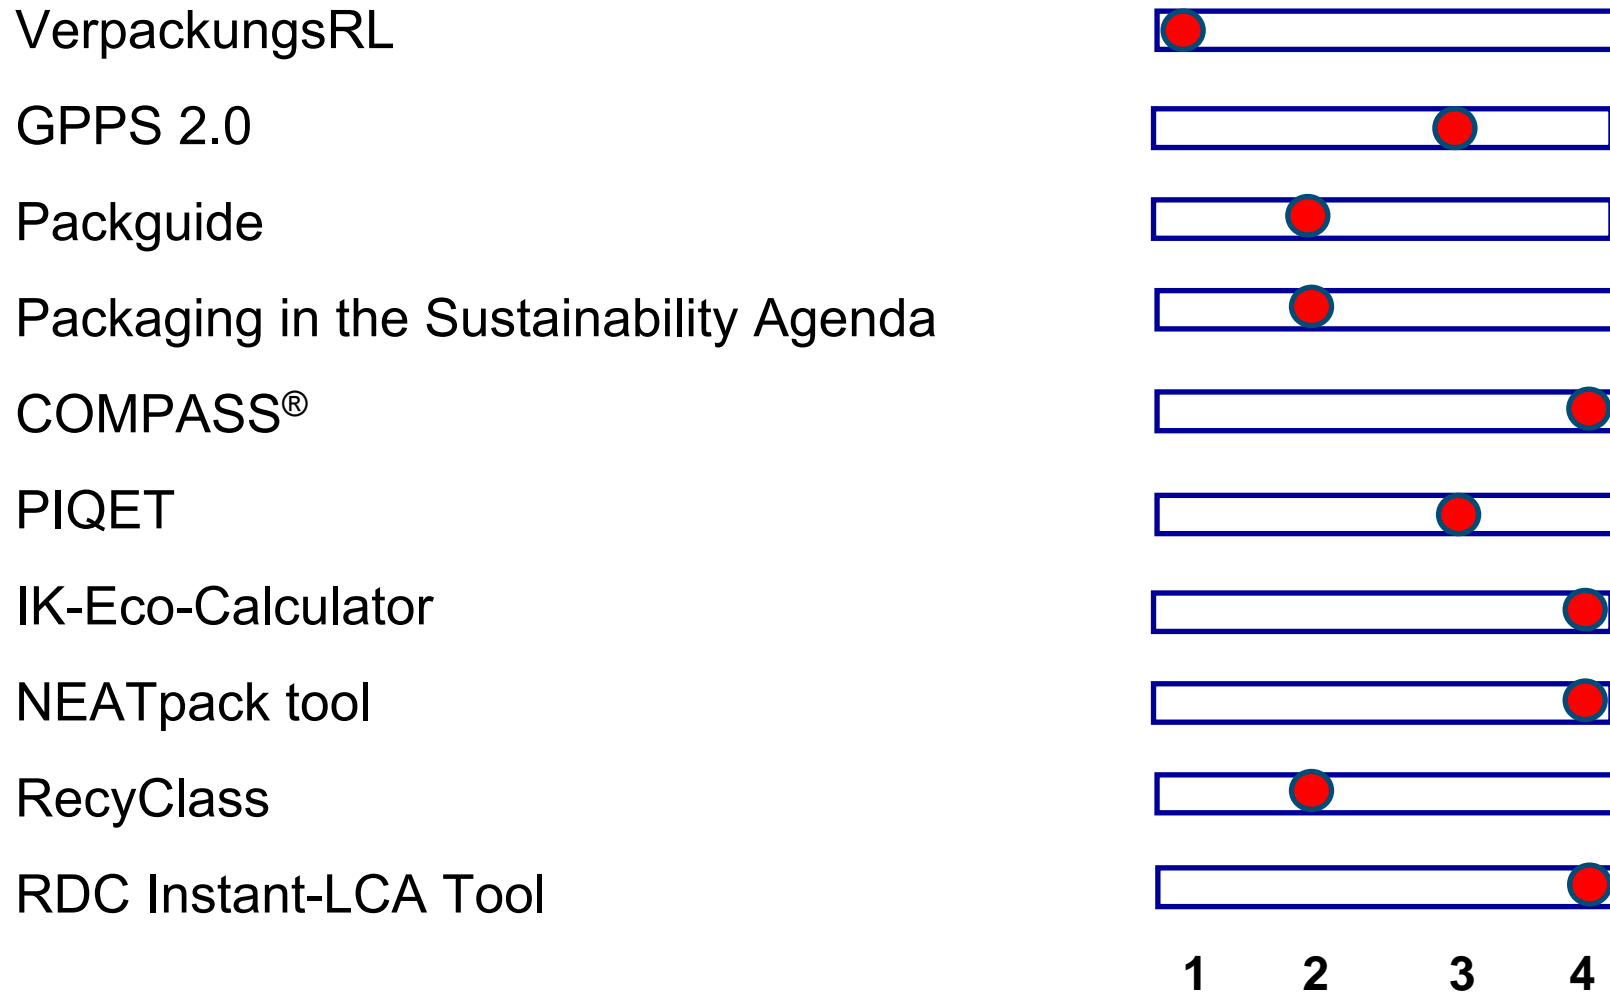 VerpackungsRL
GPPS 2.0
Packguide
Packaging in the Sustainability Agenda
COMPASS®
PIQET
IK-Eco-Calculator
NEATpack tool
RecyClass
RDC Instant-LCA Tool
1 2 3 4